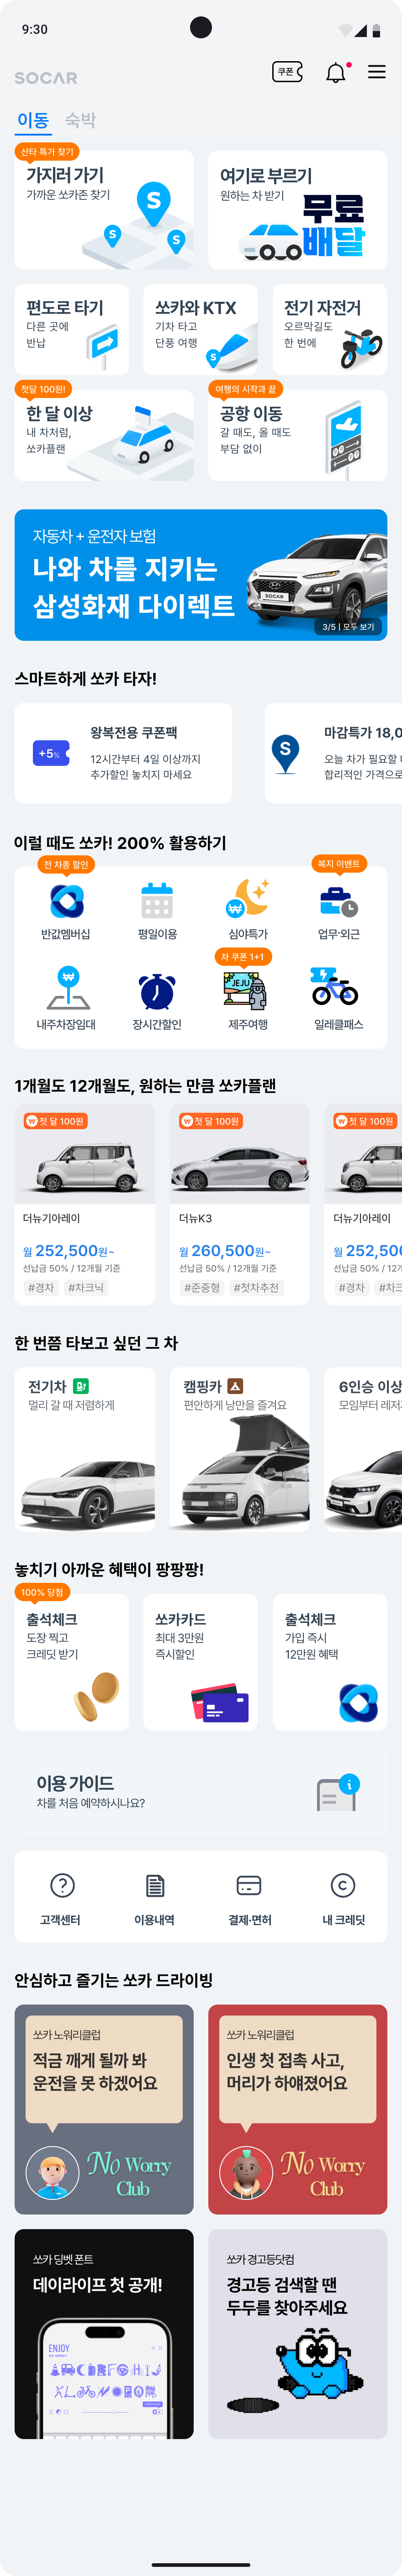 9:30
SOCAR
쿠폰
이동 숙박
산타 특가 찾기
가지러 가기
가까운 쏘카존 찾기
S
S
S
여기로 부르기
원하는 차 받기
무료
배달
편도로 타기
다른 곳에
반납
쏘카와 KTX
기차 타고
단풍 여행
S
전기 자전거
오르막길도
한 번에
첫달 100원!
한 달 이상
내 차처럼,
쏘카플랜
여행의 시작과 끝
공항 이동
갈 때도, 올 때도
부담 없이
자동차 + 운전자 보험
나와 차를 지키는
삼성화재 다이렉트
SOCAR
3/5 | 모두 보기
스마트하게 쏘카 타자!
+5%
왕복전용 쿠폰팩
12시간부터 4일 이상까지
추가할인 놓치지 마세요
S
마감특가 18,0
오늘 차가 필요할 때
합리적인 가격으로
이럴 때도 쏘카! 200% 활용하기
전 차종 할인
반값멤버십
평일이용
₩
심야특가
복지 이벤트
업무·외근
₩
내주차장임대
장시간할인
차 쿠폰 1+1
JEJU
제주여행
일레클패스
1개월도 12개월도, 원하는 만큼 쏘카플랜
₩ 첫 달 100원
더뉴기아레이
월 252,500원~
선납금 50% / 12개월 기준
#경차 #차크닉
₩ 첫 달 100원
더뉴K3
월 260,500원~
선납금 50% / 12개월 기준
#준중형 #첫차추천
₩ 첫 달 100원
더뉴기아레이
월 252,500
선납금 50% / 12개
#경차 #차크
한 번쯤 타보고 싶던 그 차
전기차
멀리 갈 때 저렴하게
캠핑카
편안하게 낭만을 즐겨요
6인승 이상
모임부터 레저
놓치기 아까운 혜택이 팡팡팡!
100% 당첨
출석체크
도장 찍고
크레딧 받기
쏘카카드
최대 3만원
즉시할인
출석체크
가입 즉시
12만원 혜택
이용 가이드
차를 처음 예약하시나요?
i
?
고객센터
이용내역
결제·면허
C
내 크레딧
안심하고 즐기는 쏘카 드라이빙
쏘카 노워리클럽
적금 깨게 될까 봐
운전을 못 하겠어요
No Worry
Club
쏘카 노워리클럽
인생 첫 접촉 사고,
머리가 하얘졌어요
No Worry
Club
쏘카 딩벳 폰트
데이라이프 첫 공개!
ENJOY
쏘카 경고등닷컴
경고등 검색할 땐
두두를 찾아주세요